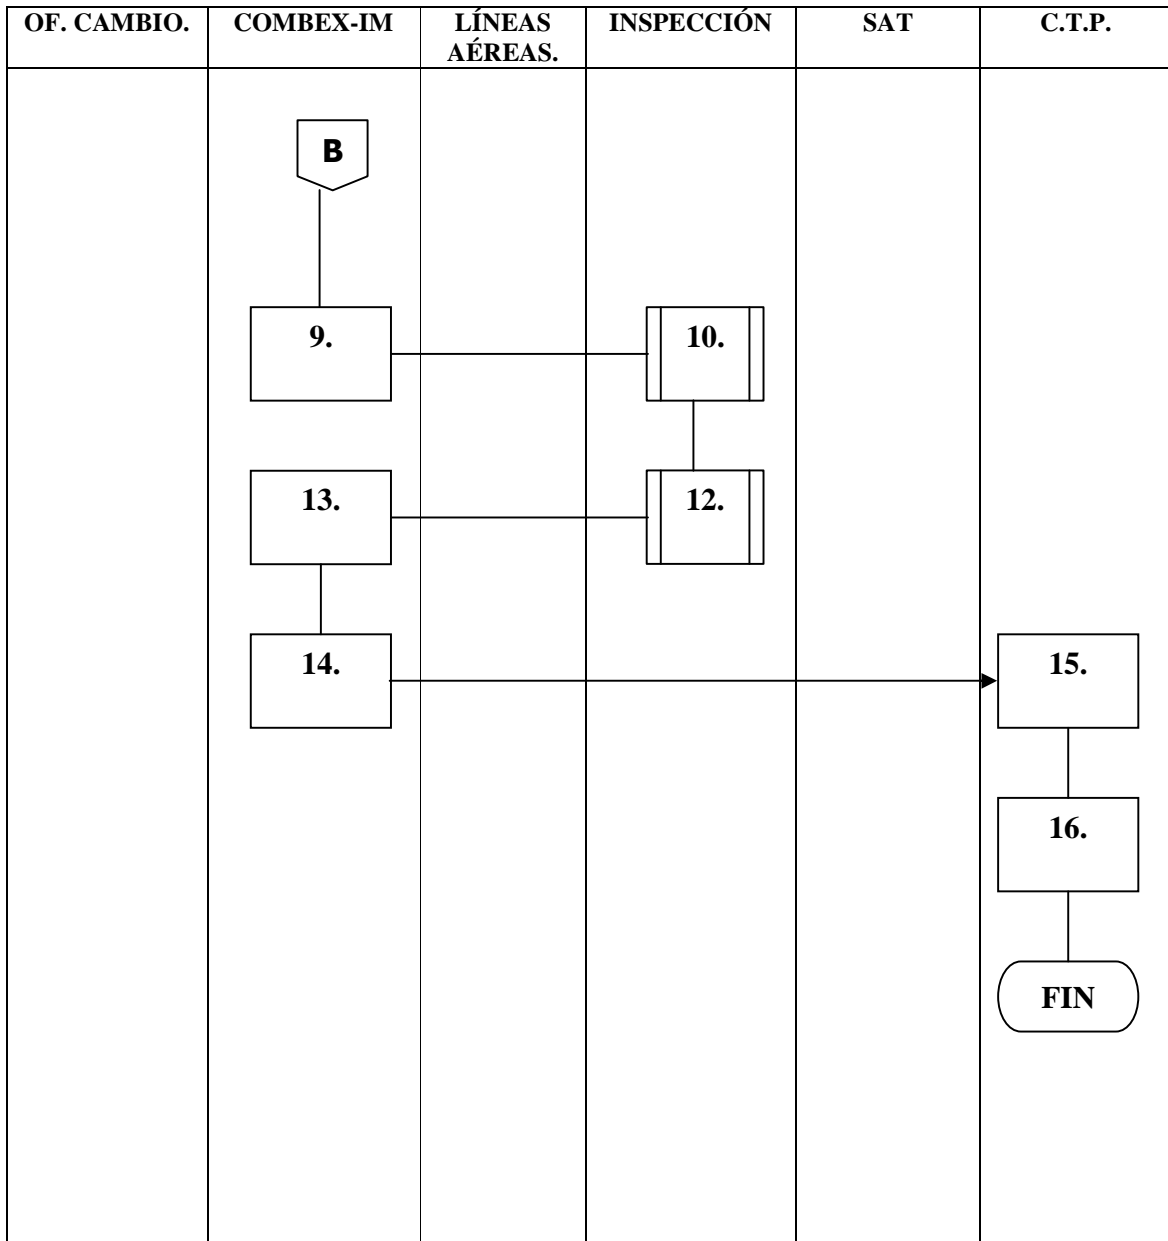 OF. CAMBIO. COMBEX-IM LÍNEAS AÉREAS. INSPECCIÓN SAT C.T.P.
B
9. 10.
13. 12.
14. 15.
16.
FIN